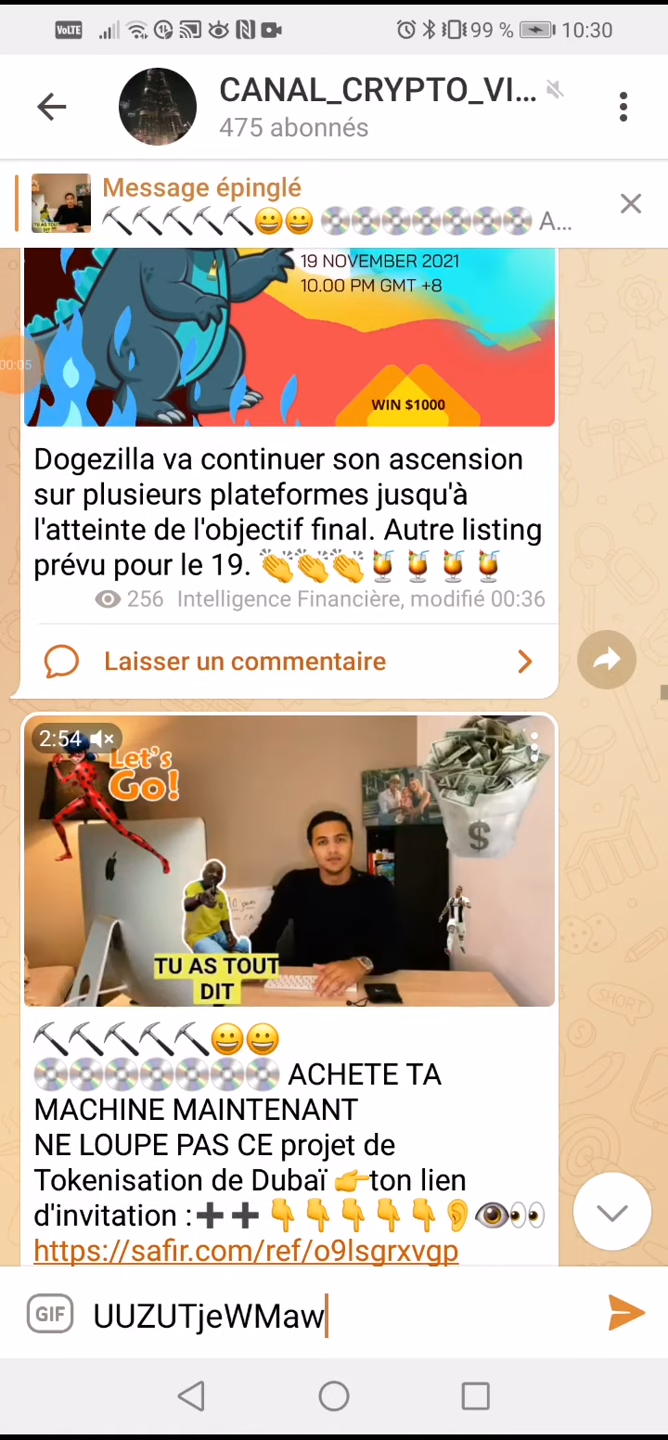 VoLTE 99 % 10:30
CANAL_CRYPTO_VI...
475 abonnés
Message épinglé
⛏⛏⛏⛏⛏😀😀 💿💿💿💿💿💿💿 A...
19 NOVEMBER 2021
10.00 PM GMT +8
00:05
WIN $1000
Dogezilla va continuer son ascension
sur plusieurs plateformes jusqu'à
l'atteinte de l'objectif final. Autre listing
prévu pour le 19. 👏👏👏🍹🍹🍹🍹
256 Intelligence Financière, modifié 00:36
Laisser un commentaire
2:54
Let's
Go!
$
TU AS TOUT
DIT
⛏⛏⛏⛏⛏😀😀
💿💿💿💿💿💿💿 ACHETE TA
MACHINE MAINTENANT
NE LOUPE PAS CE projet de
Tokenisation de Dubaï 👉ton lien
d'invitation :➕➕👇👇👇👇👇👂👁👀
https://safir.com/ref/o9lsgrxvgp
GIF UUZUTjeWMaw